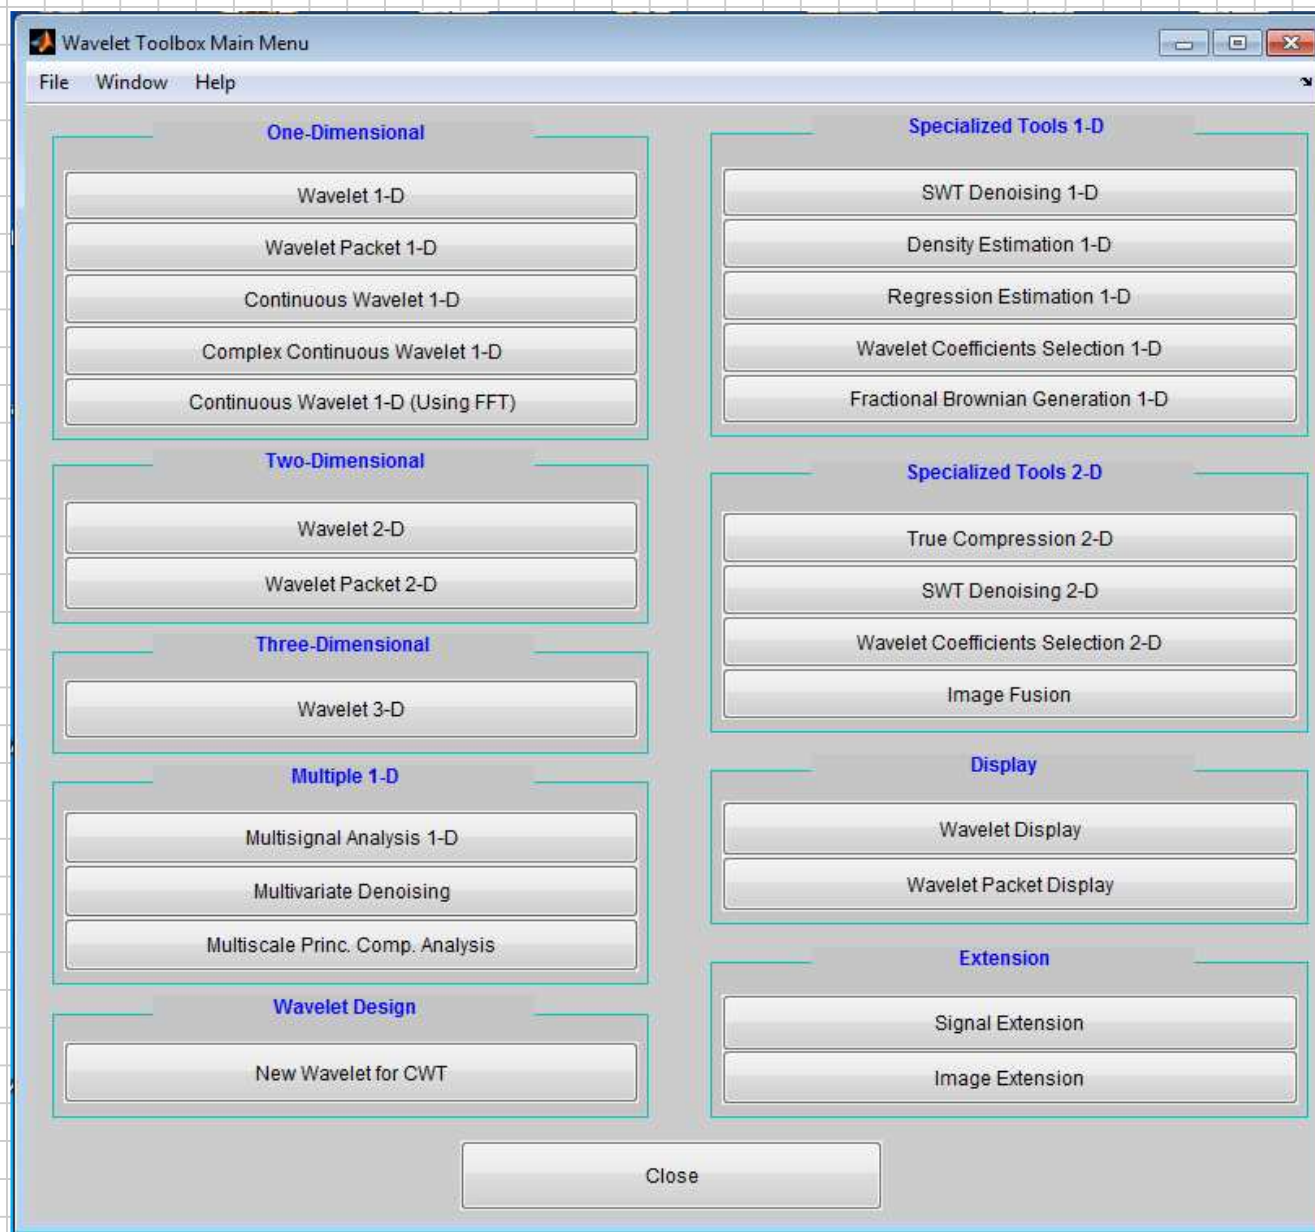 Wavelet Toolbox Main Menu
File Window Help
One-Dimensional
Wavelet 1-D
Wavelet Packet 1-D
Continuous Wavelet 1-D
Complex Continuous Wavelet 1-D
Continuous Wavelet 1-D (Using FFT)
Two-Dimensional
Wavelet 2-D
Wavelet Packet 2-D
Three-Dimensional
Wavelet 3-D
Multiple 1-D
Multisignal Analysis 1-D
Multivariate Denoising
Multiscale Princ. Comp. Analysis
Wavelet Design
New Wavelet for CWT
Specialized Tools 1-D
SWT Denoising 1-D
Density Estimation 1-D
Regression Estimation 1-D
Wavelet Coefficients Selection 1-D
Fractional Brownian Generation 1-D
Specialized Tools 2-D
True Compression 2-D
SWT Denoising 2-D
Wavelet Coefficients Selection 2-D
Image Fusion
Display
Wavelet Display
Wavelet Packet Display
Extension
Signal Extension
Image Extension
Close